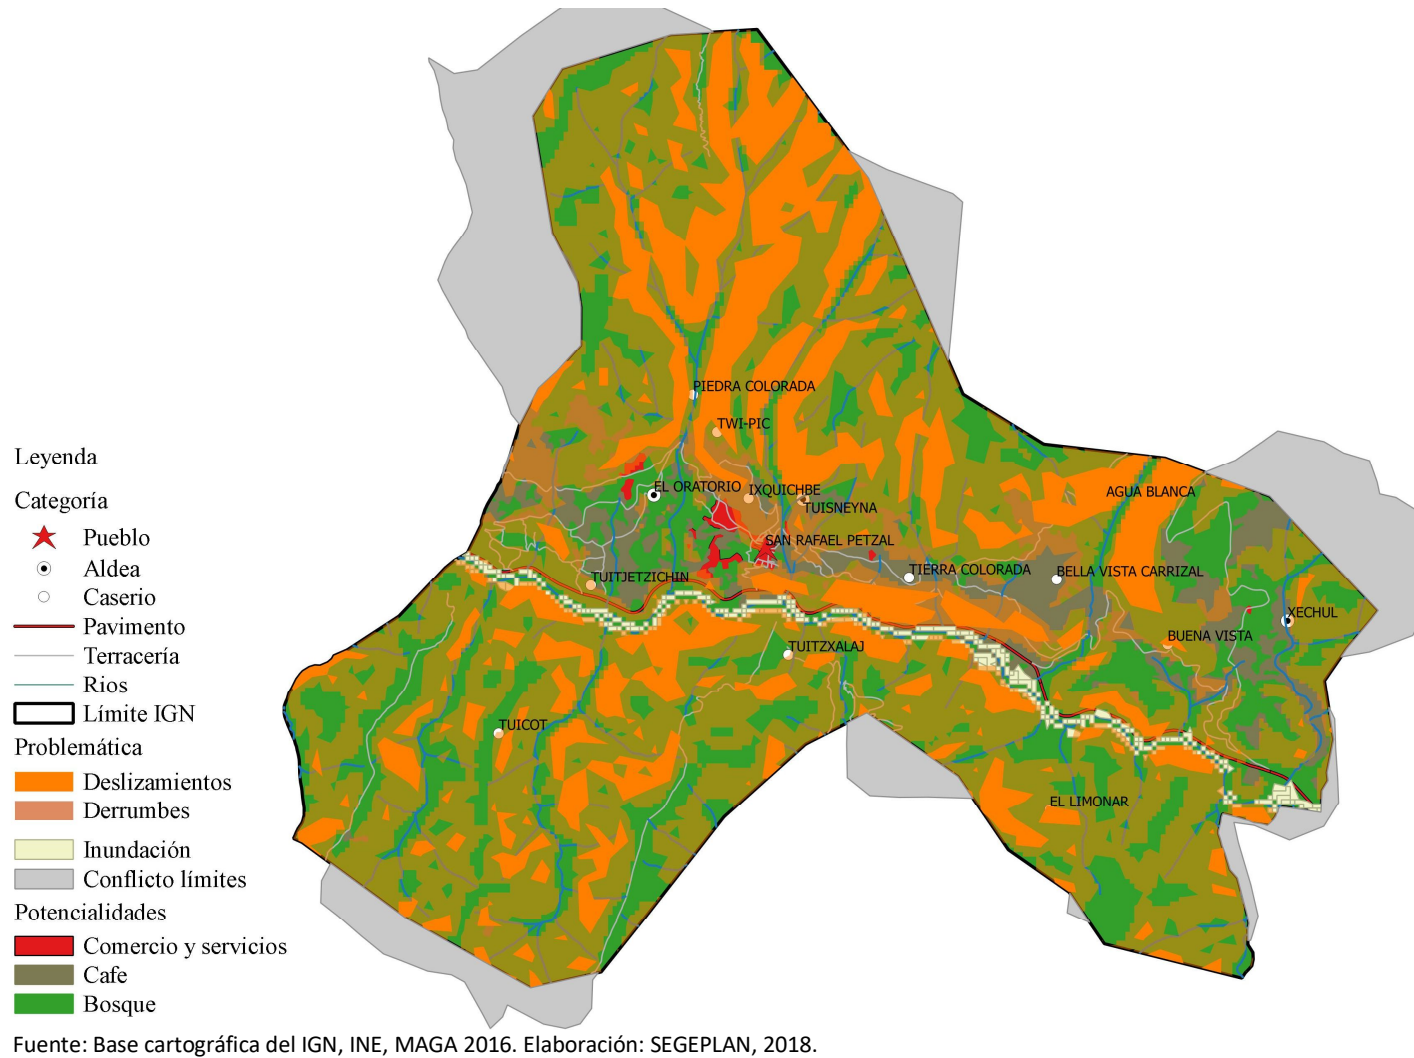 PIEDRA COLORADA
TWI-PIC
EL ORATORIO
IXQUICHBE
TUISNEYNA
AGUA BLANCA
SAN RAFAEL PETZAL
TUITJETZICHIN
TIERRA COLORADA
BELLA VISTA CARRIZAL
XECHUL
BUENA VISTA
TUITZXALAJ
TUICOT
EL LIMONAR
Leyenda
Categoría
Pueblo
Aldea
Caserio
Pavimento
Terracería
Rios
Límite IGN
Problemática
Deslizamientos
Derrumbes
Inundación
Conflicto límites
Potencialidades
Comercio y servicios
Cafe
Bosque
Fuente: Base cartográfica del IGN, INE, MAGA 2016. Elaboración: SEGEPLAN, 2018.